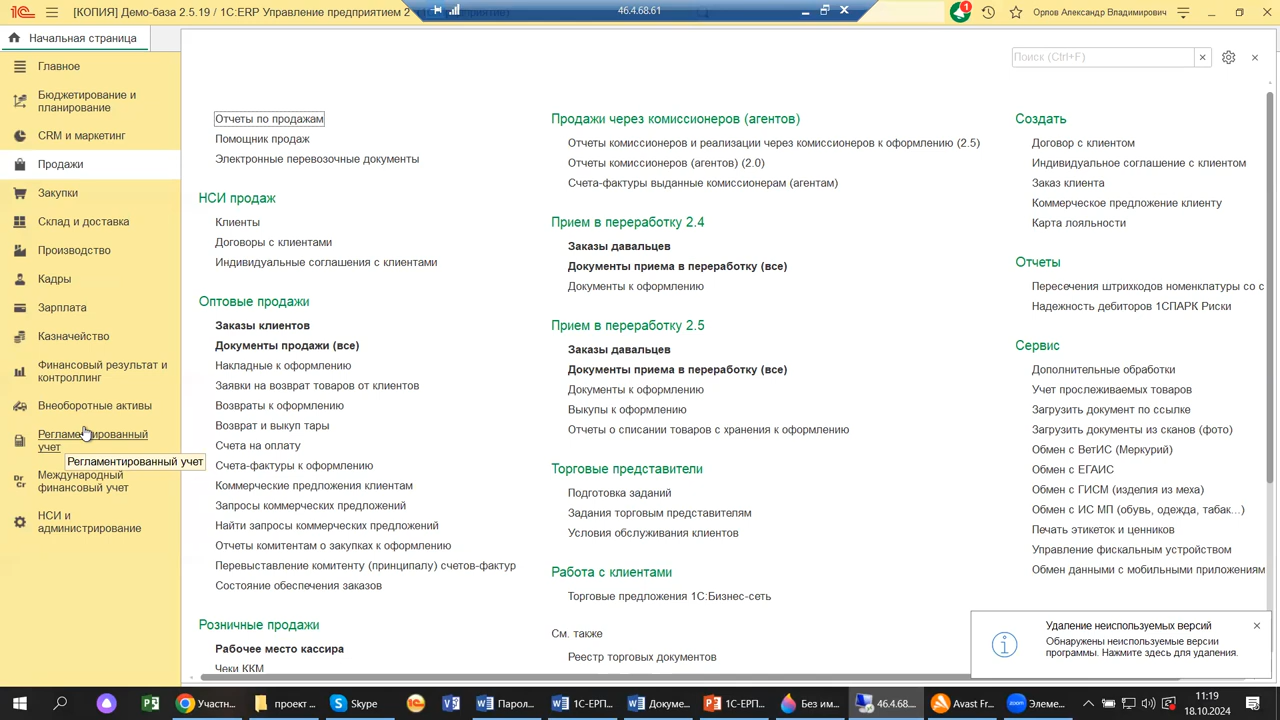 [КОПИЯ] Демо-база 2.5.19 / 1С:ERP Управление предприятием 2
46.4.68.61
1
Орлов Александр Владимирович
Начальная страница
Главное
Бюджетирование и
планирование
CRM и маркетинг
Продажи
Закупки
Склад и доставка
Производство
Кадры
Зарплата
Казначейство
Финансовый результат и
контроллинг
Внеоборотные активы
Регламентированный
учет
Регламентированный учет
Международный
финансовый учет
НСИ и
администрирование
Поиск (Ctrl+F)
Отчеты по продажам
Помощник продаж
Электронные перевозочные документы
НСИ продаж
Клиенты
Договоры с клиентами
Индивидуальные соглашения с клиентами
Оптовые продажи
Заказы клиентов
Документы продажи (все)
Накладные к оформлению
Заявки на возврат товаров от клиентов
Возвраты к оформлению
Возврат и выкуп тары
Счета на оплату
Счета-фактуры к оформлению
Коммерческие предложения клиентам
Запросы коммерческих предложений
Найти запросы коммерческих предложений
Отчеты комитентам о закупках к оформлению
Перевыставление комитенту (принципалу) счетов-фактур
Состояние обеспечения заказов
Розничные продажи
Рабочее место кассира
Чеки ККМ
Продажи через комиссионеров (агентов)
Отчеты комиссионеров и реализации через комиссионеров к оформлению (2.5)
Отчеты комиссионеров (агентов) (2.0)
Счета-фактуры выданные комиссионерам (агентам)
Прием в переработку 2.4
Заказы давальцев
Документы приема в переработку (все)
Документы к оформлению
Прием в переработку 2.5
Заказы давальцев
Документы приема в переработку (все)
Документы к оформлению
Выкупы к оформлению
Отчеты о списании товаров с хранения к оформлению
Торговые представители
Подготовка заданий
Задания торговым представителям
Условия обслуживания клиентов
Работа с клиентами
Торговые предложения 1С:Бизнес-сеть
См. также
Реестр торговых документов
Создать
Договор с клиентом
Индивидуальное соглашение с клиентом
Заказ клиента
Коммерческое предложение клиенту
Карта лояльности
Отчеты
Пересечения штрихкодов номенклатуры со с
Надежность дебиторов 1СПАРК Риски
Сервис
Дополнительные обработки
Учет прослеживаемых товаров
Загрузить документ по ссылке
Загрузить документы из сканов (фото)
Обмен с ВетИС (Меркурий)
Обмен с ЕГАИС
Обмен с ГИСМ (изделия из меха)
Обмен с ИС МП (обувь, одежда, табак...)
Печать этикеток и ценников
Управление фискальным устройством
Обмен данными с мобильными приложениям
Удаление неиспользуемых версий
Обнаружены неиспользуемые версии
программы. Нажмите здесь для удаления.
Участн...
проект ...
Skype
Парол...
1С-ЕРП...
Докуме...
1С-ЕРП...
Без им...
46.4.68...
Avast Fr...
Элеме...
11:19
18.10.2024